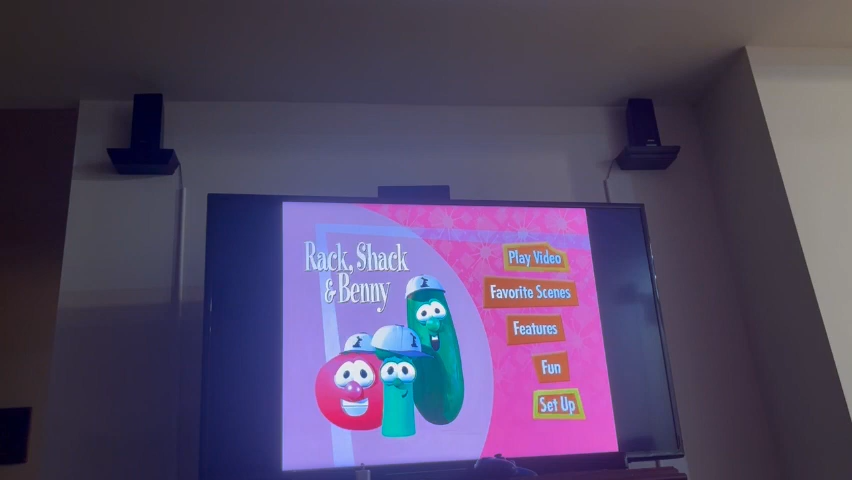 Rack, Shack
& Benny
Play Video
Favorite Scenes
Features
Fun
Set Up